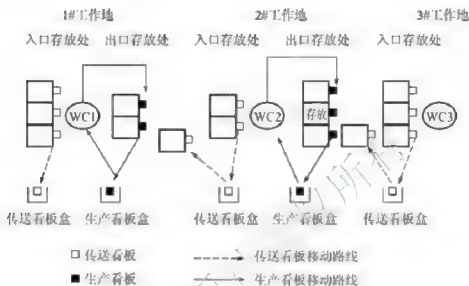 1#工作地 2#工作地 3#工作地
入口存放处 出口存放处 入口存放处 出口存放处 入口存放处
WC1 WC2 存放 WC3
传送看板盒 生产看板盒 传送看板盒 生产看板盒 传送看板盒
传送看板 传送看板移动路线
生产看板 生产看板移动路线